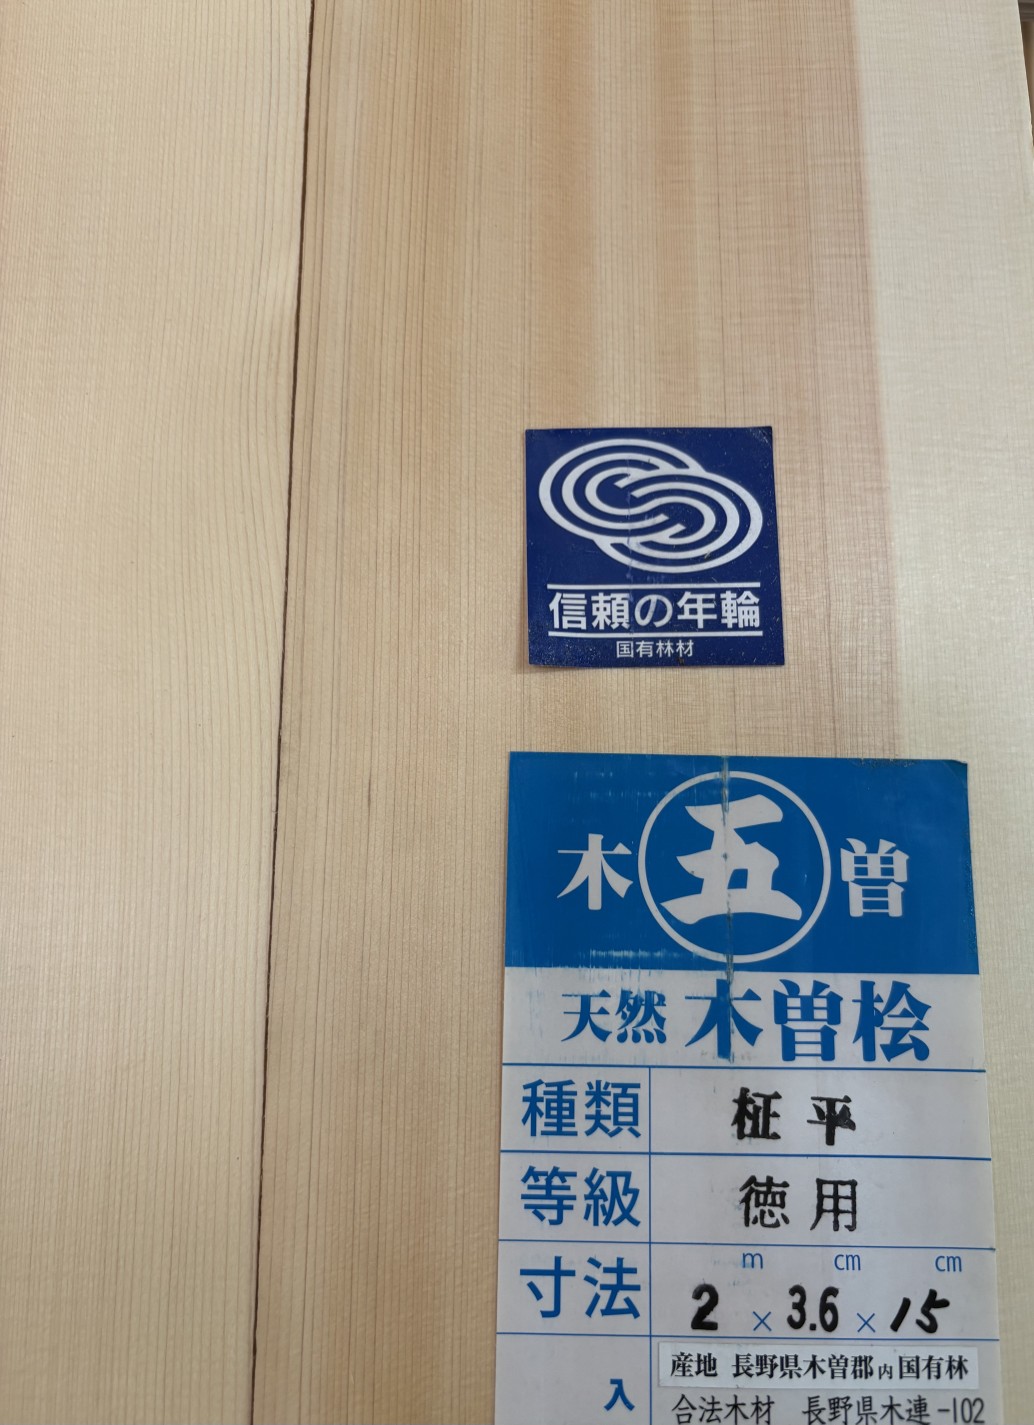 信頼の年輪
国有林材
木 五 曽
天然 木曽桧
種類 柾平
等級 徳用
m cm cm
寸法 2 × 3.6 × 15
産地 長野県木曽郡内国有林
入
合法木材 長野県木連-102